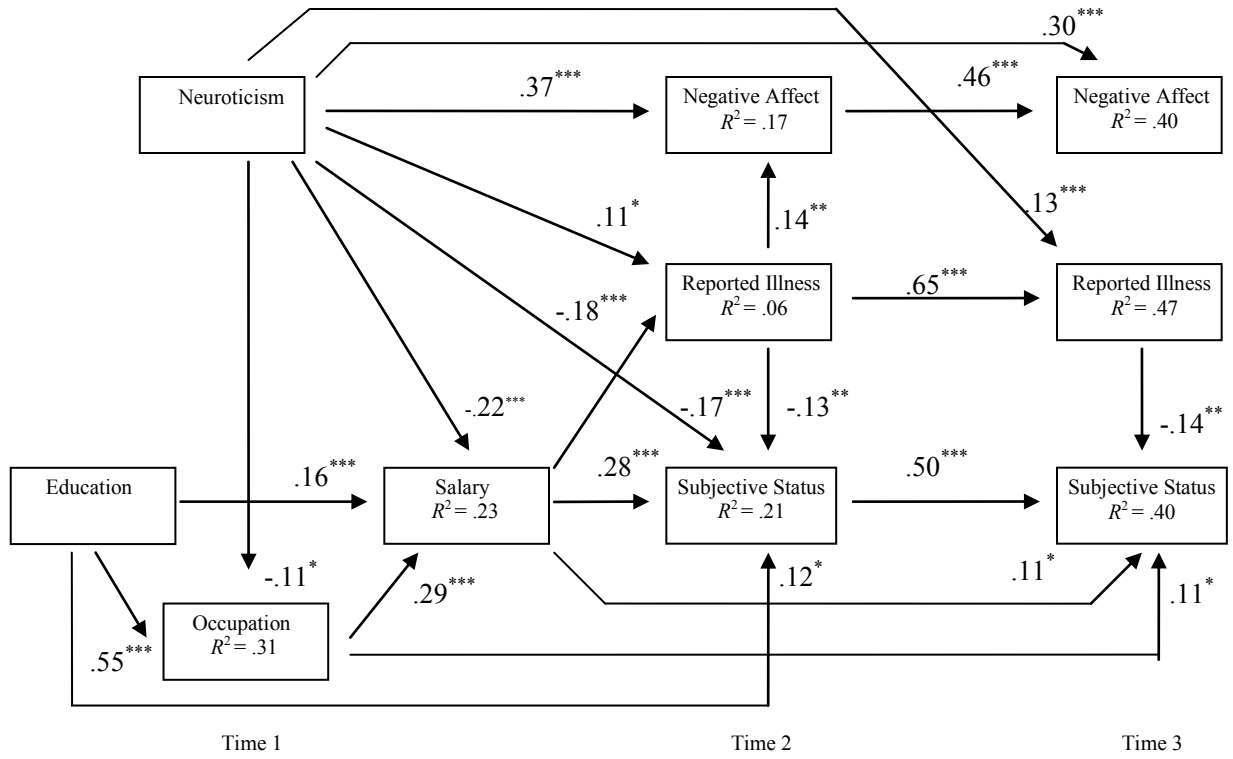 .30***
Neuroticism
.37***
Negative Affect
R² = .17
.46***
Negative Affect
R² = .40
.11*
.14**
.13***
Reported Illness
R² = .06
.65***
Reported Illness
R² = .47
-.18***
-.22***
-.17***
-.13**
-.14**
Education
.16***
Salary
R² = .23
.28***
Subjective Status
R² = .21
.50***
Subjective Status
R² = .40
-.11*
.29***
.12*
.11*
.11*
Occupation
R² = .31
.55***
Time 1
Time 2
Time 3